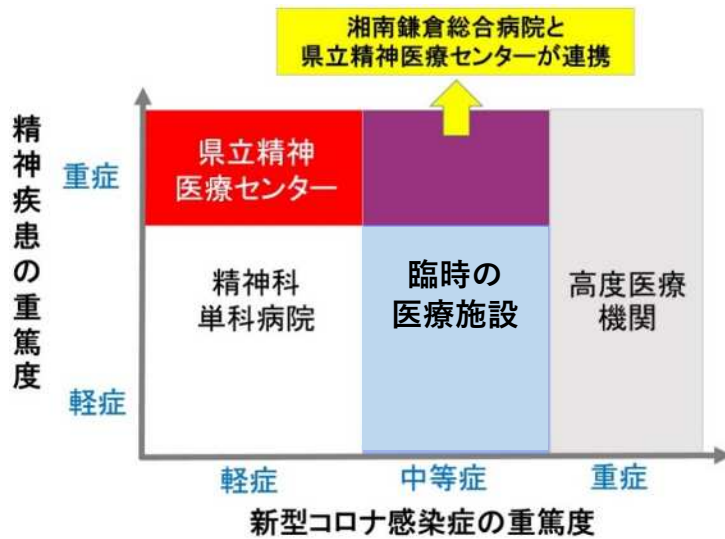 湘南鎌倉総合病院と
県立精神医療センターが連携
精神疾患の重篤度
重症
県立精神
医療センター
精神科
単科病院
臨時の
医療施設
高度医療
機関
軽症
軽症
中等症
重症
新型コロナ感染症の重篤度